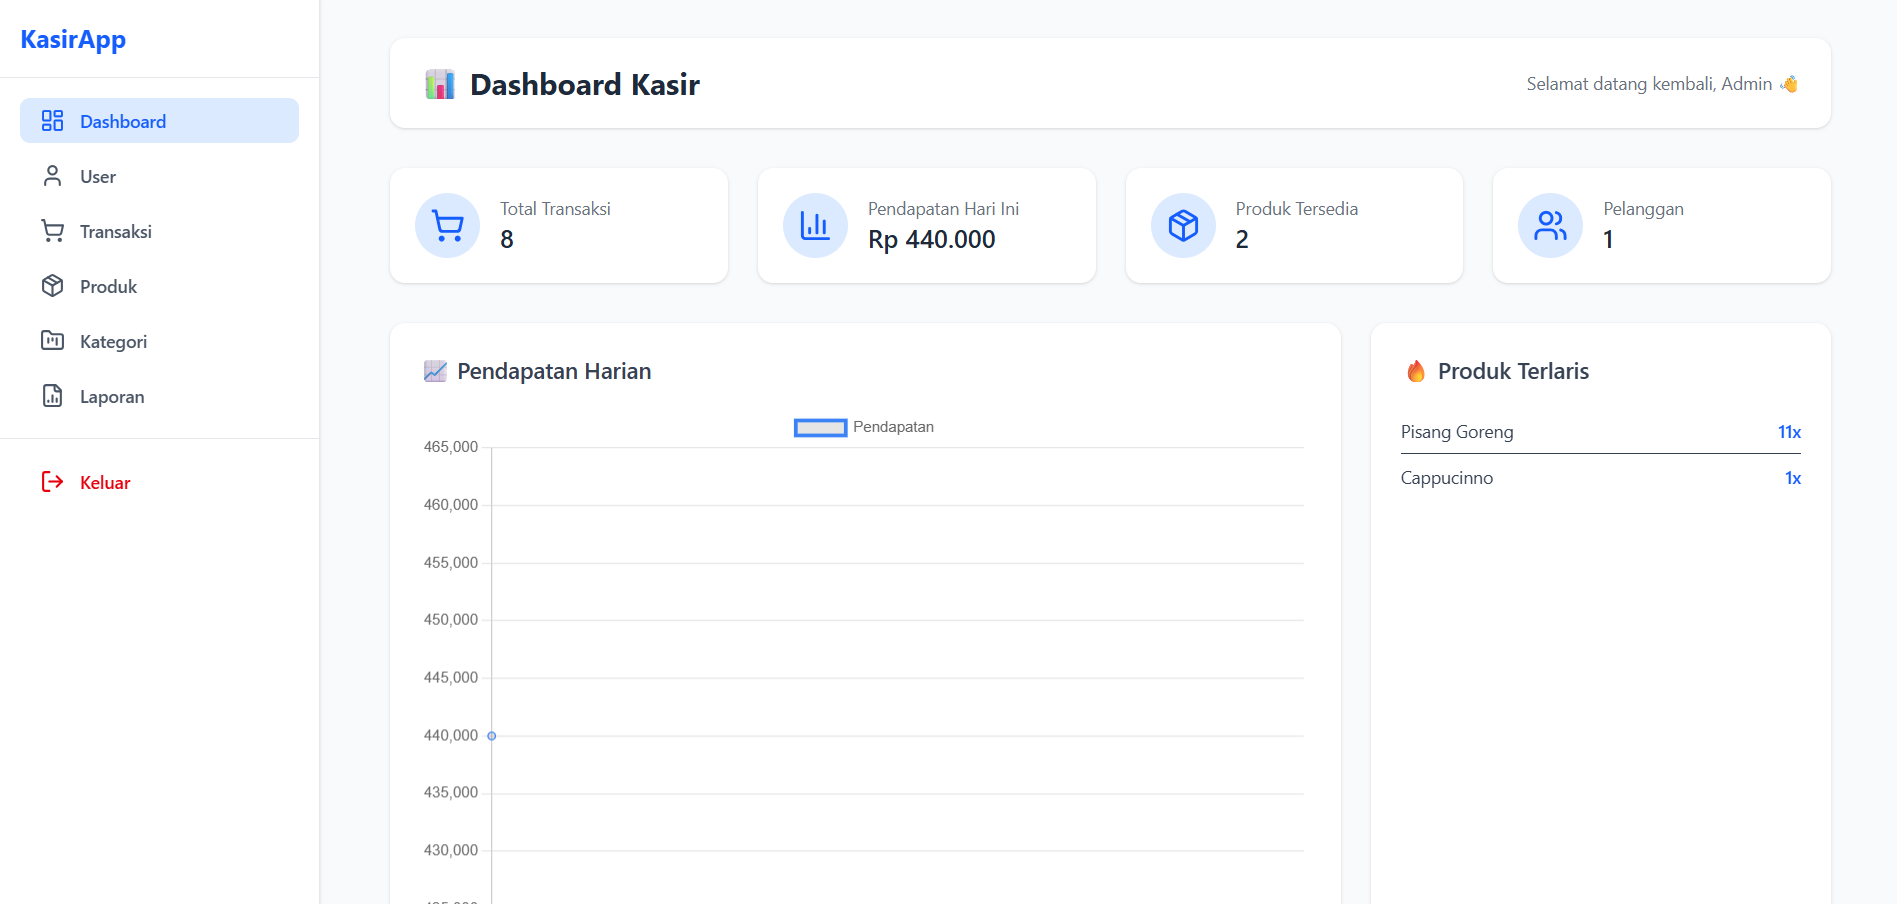 KasirApp
Dashboard
User
Transaksi
Produk
Kategori
Laporan
Keluar
Dashboard Kasir
Selamat datang kembali, Admin 👋
Total Transaksi
8
Pendapatan Hari Ini
Rp 440.000
Produk Tersedia
2
Pelanggan
1
Pendapatan Harian
Pendapatan
465,000
460,000
455,000
450,000
445,000
440,000
435,000
430,000
Produk Terlaris
Pisang Goreng 11x
Cappucinno 1x